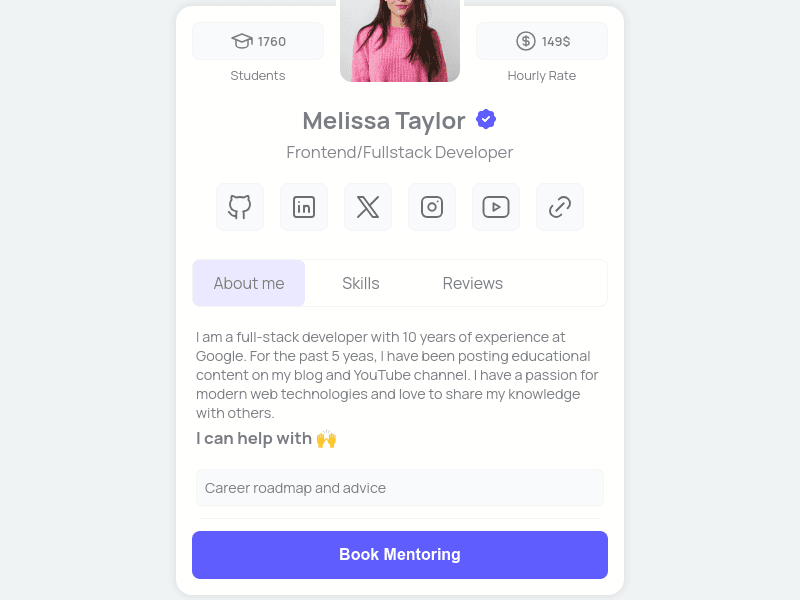 1760
149$
Students
Hourly Rate
Melissa Taylor
Frontend/Fullstack Developer
in
About me
Skills
Reviews
I am a full-stack developer with 10 years of experience at
Google. For the past 5 yeas, I have been posting educational
content on my blog and YouTube channel. I have a passion for
modern web technologies and love to share my knowledge
with others.
I can help with 🙌
Career roadmap and advice
Book Mentoring